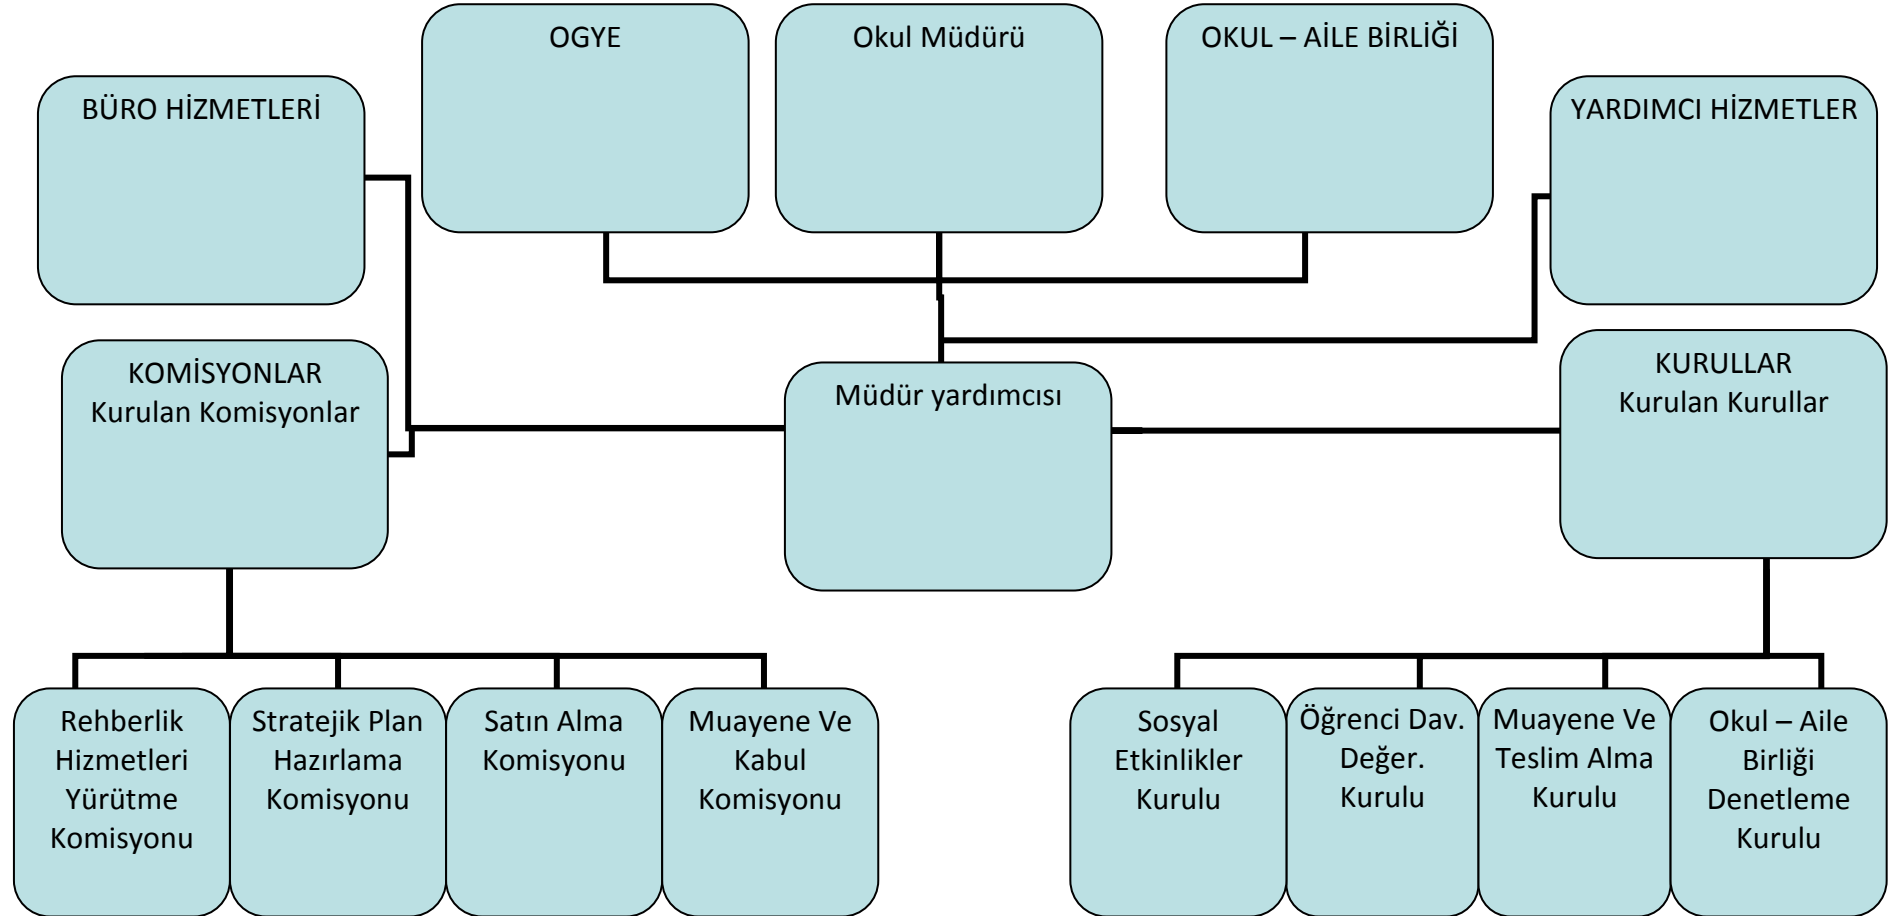 OGYE
Okul Müdürü
OKUL – AİLE BİRLİĞİ
BÜRO HİZMETLERİ
YARDIMCI HİZMETLER
KOMİSYONLAR
Kurulan Komisyonlar
Müdür yardımcısı
KURULLAR
Kurulan Kurullar
Rehberlik
Hizmetleri
Yürütme
Komisyonu
Stratejik Plan
Hazırlama
Komisyonu
Satın Alma
Komisyonu
Muayene Ve
Kabul
Komisyonu
Sosyal
Etkinlikler
Kurulu
Öğrenci Dav.
Değer.
Kurulu
Muayene Ve
Teslim Alma
Kurulu
Okul – Aile
Birliği
Denetleme
Kurulu